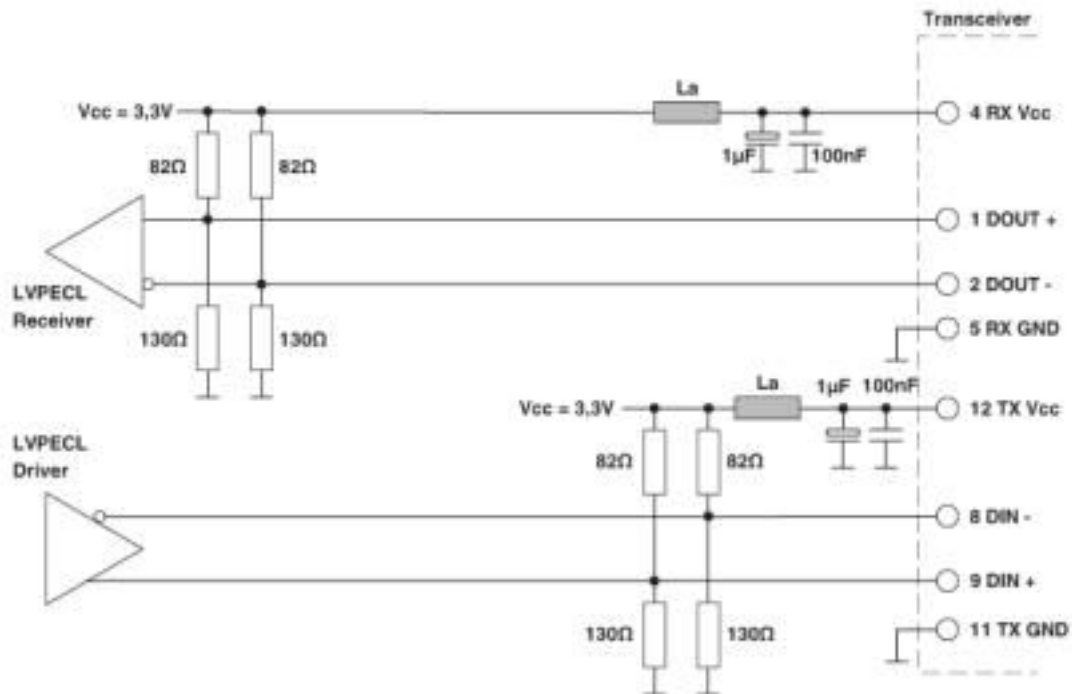 Transceiver
La
Vcc = 3,3V
4 RX Vcc
82Ω 82Ω
1µF 100nF
1 DOUT +
2 DOUT -
LVPECL
Receiver
5 RX GND
130Ω 130Ω
La 1µF 100nF
Vcc = 3,3V
12 TX Vcc
LVPECL
Driver
82Ω 82Ω
8 DIN -
9 DIN +
130Ω 130Ω
11 TX GND